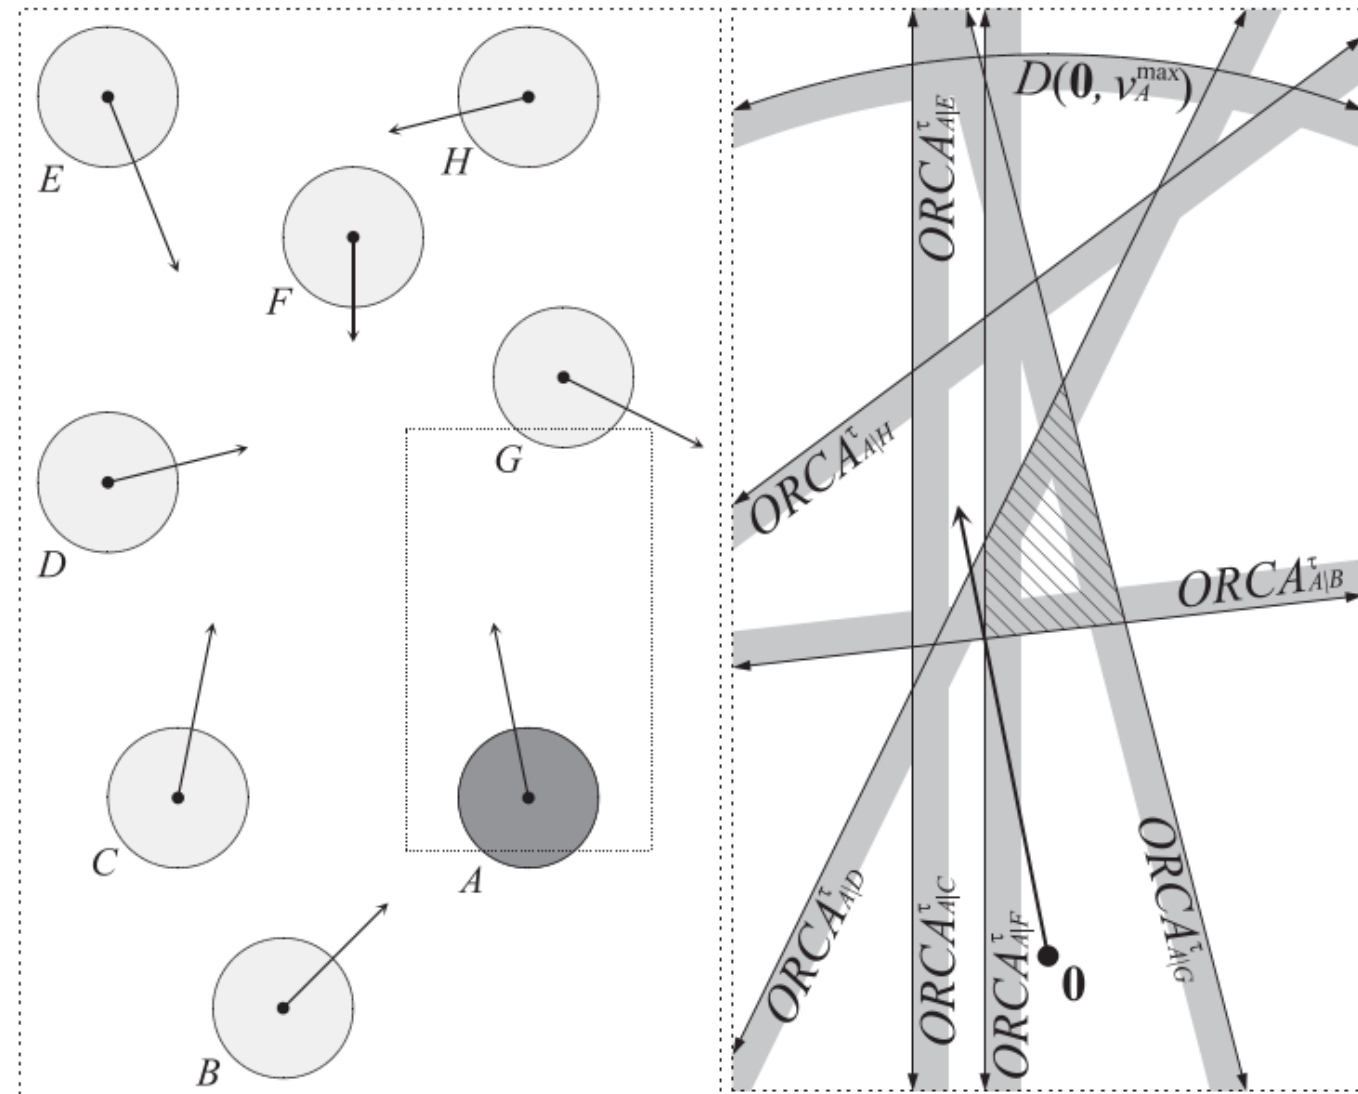 E
H
F
G
D
C
A
B
D(0, v_A^max)
ORCA^τ_A|E
ORCA^τ_A|H
ORCA^τ_A|B
ORCA^τ_A|D
ORCA^τ_A|C
ORCA^τ_A|F
ORCA^τ_A|G
0